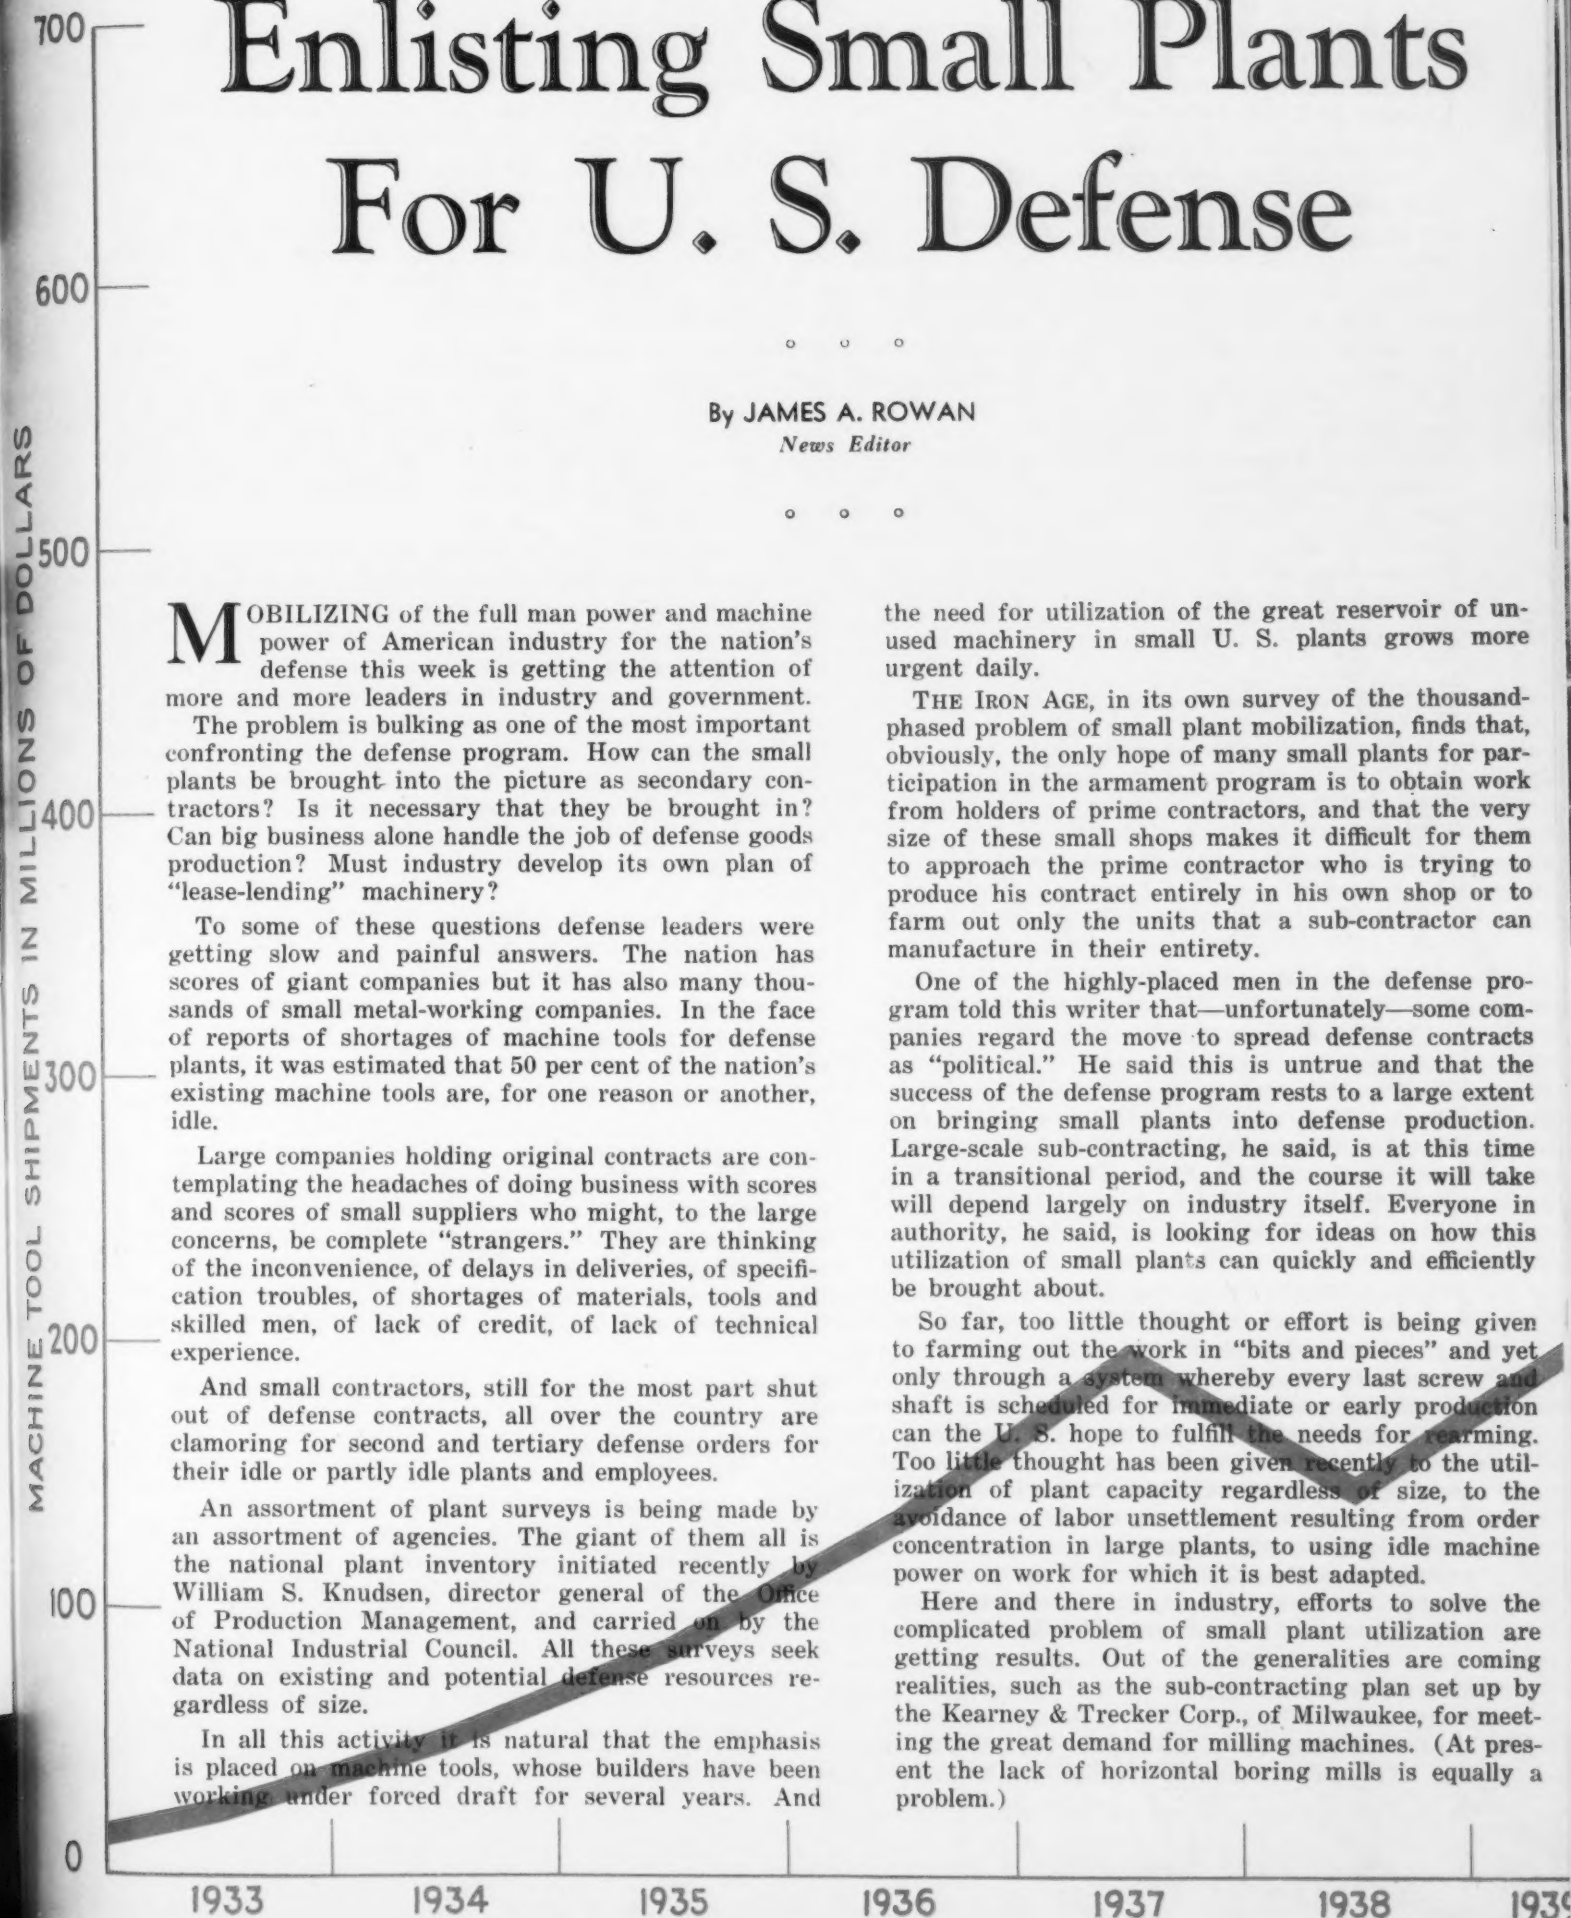 Enlisting Small Plants
For U. S. Defense
By JAMES A. ROWAN
News Editor
MOBILIZING of the full man power and machine
power of American industry for the nation's
defense this week is getting the attention of
more and more leaders in industry and government.
The problem is bulking as one of the most important
confronting the defense program. How can the small
plants be brought into the picture as secondary con-
tractors? Is it necessary that they be brought in?
Can big business alone handle the job of defense goods
production? Must industry develop its own plan of
"lease-lending" machinery?
To some of these questions defense leaders were
getting slow and painful answers. The nation has
scores of giant companies but it has also many thou-
sands of small metal-working companies. In the face
of reports of shortages of machine tools for defense
plants, it was estimated that 50 per cent of the nation's
existing machine tools are, for one reason or another,
idle.
Large companies holding original contracts are con-
templating the headaches of doing business with scores
and scores of small suppliers who might, to the large
concerns, be complete "strangers." They are thinking
of the inconvenience, of delays in deliveries, of specifi-
cation troubles, of shortages of materials, tools and
skilled men, of lack of credit, of lack of technical
experience.
And small contractors, still for the most part shut
out of defense contracts, all over the country are
clamoring for second and tertiary defense orders for
their idle or partly idle plants and employees.
An assortment of plant surveys is being made by
an assortment of agencies. The giant of them all is
the national plant inventory initiated recently by
William S. Knudsen, director general of the Office
of Production Management, and carried on by the
National Industrial Council. All these surveys seek
data on existing and potential defense resources re-
gardless of size.
In all this activity it is natural that the emphasis
is placed on machine tools, whose builders have been
working under forced draft for several years. And
the need for utilization of the great reservoir of un-
used machinery in small U. S. plants grows more
urgent daily.
THE IRON AGE, in its own survey of the thousand-
phased problem of small plant mobilization, finds that,
obviously, the only hope of many small plants for par-
ticipation in the armament program is to obtain work
from holders of prime contractors, and that the very
size of these small shops makes it difficult for them
to approach the prime contractor who is trying to
produce his contract entirely in his own shop or to
farm out only the units that a sub-contractor can
manufacture in their entirety.
One of the highly-placed men in the defense pro-
gram told this writer that—unfortunately—some com-
panies regard the move to spread defense contracts
as "political." He said this is untrue and that the
success of the defense program rests to a large extent
on bringing small plants into defense production.
Large-scale sub-contracting, he said, is at this time
in a transitional period, and the course it will take
will depend largely on industry itself. Everyone in
authority, he said, is looking for ideas on how this
utilization of small plants can quickly and efficiently
be brought about.
So far, too little thought or effort is being given
to farming out the work in "bits and pieces" and yet
only through a system whereby every last screw and
shaft is scheduled for immediate or early production
can the U. S. hope to fulfill the needs for rearming.
Too little thought has been given recently to the util-
ization of plant capacity regardless of size, to the
avoidance of labor unsettlement resulting from order
concentration in large plants, to using idle machine
power on work for which it is best adapted.
Here and there in industry, efforts to solve the
complicated problem of small plant utilization are
getting results. Out of the generalities are coming
realities, such as the sub-contracting plan set up by
the Kearney & Trecker Corp., of Milwaukee, for meet-
ing the great demand for milling machines. (At pres-
ent the lack of horizontal boring mills is equally a
problem.)
MACHINE TOOL SHIPMENTS IN MILLIONS OF DOLLARS
700
600
500
400
300
200
100
0
1933 1934 1935 1936 1937 1938 1939